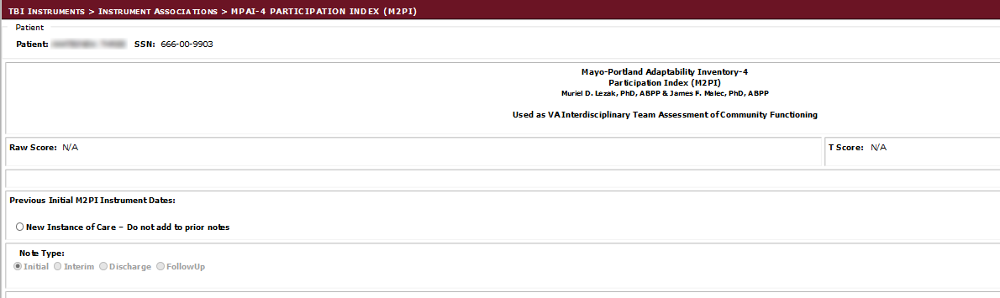 TBI INSTRUMENTS > INSTRUMENT ASSOCIATIONS > MPAI-4 PARTICIPATION INDEX (M2PI)
Patient
Patient: SSN: 666-00-9903
Mayo-Portland Adaptability Inventory-4
Participation Index (M2PI)
Muriel D. Lezak, PhD, ABPP & James F. Malec, PhD, ABPP
Used as VA Interdisciplinary Team Assessment of Community Functioning
Raw Score: N/A T Score: N/A
Previous Initial M2PI Instrument Dates:
New Instance of Care – Do not add to prior notes
Note Type:
Initial Interim Discharge FollowUp